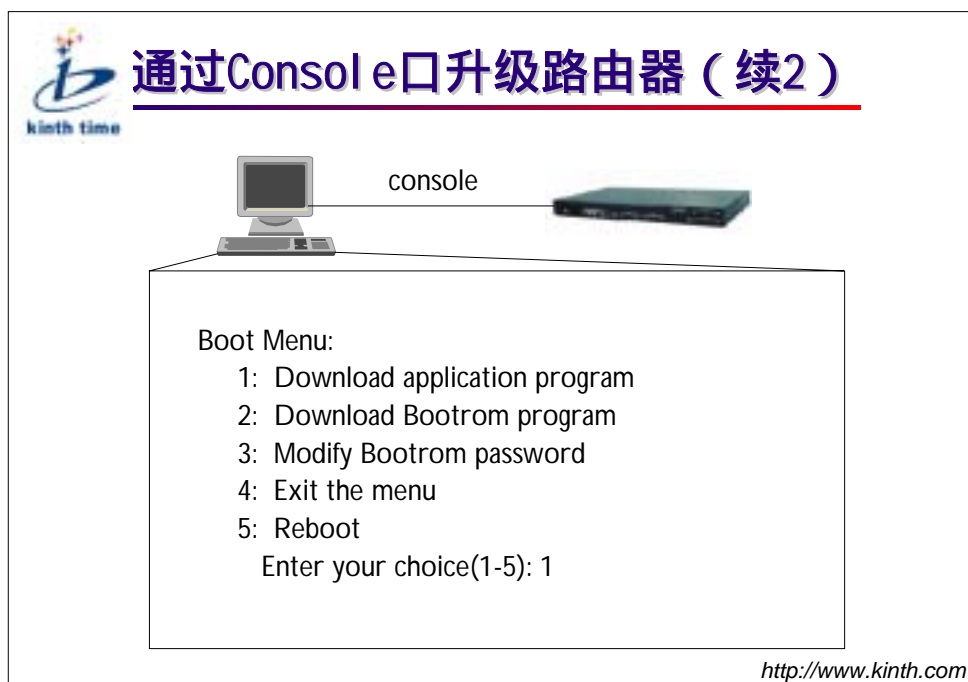 通过Console口升级路由器（续2）
kinth time
console
Boot Menu:
1: Download application program
2: Download Bootrom program
3: Modify Bootrom password
4: Exit the menu
5: Reboot
Enter your choice(1-5): 1
http://www.kinth.com